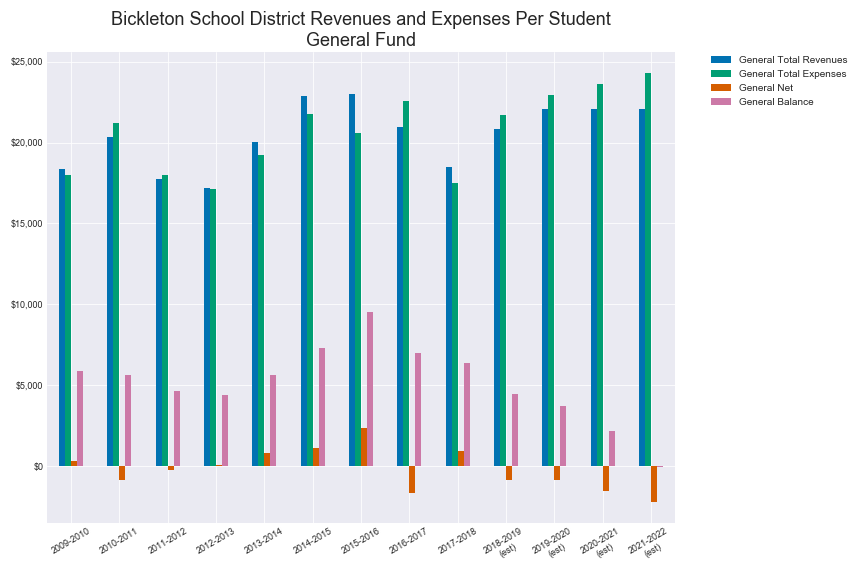 Bickleton School District Revenues and Expenses Per Student
General Fund
$25,000
$20,000
$15,000
$10,000
$5,000
$0
General Total Revenues
General Total Expenses
General Net
General Balance
2009-2010
2010-2011
2011-2012
2012-2013
2013-2014
2014-2015
2015-2016
2016-2017
2017-2018
2018-2019
(est)
2019-2020
(est)
2020-2021
(est)
2021-2022
(est)